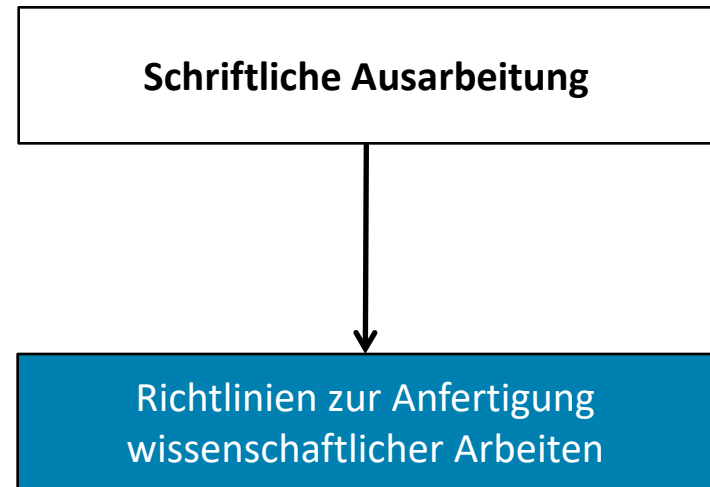 Schriftliche Ausarbeitung
Richtlinien zur Anfertigung
wissenschaftlicher Arbeiten